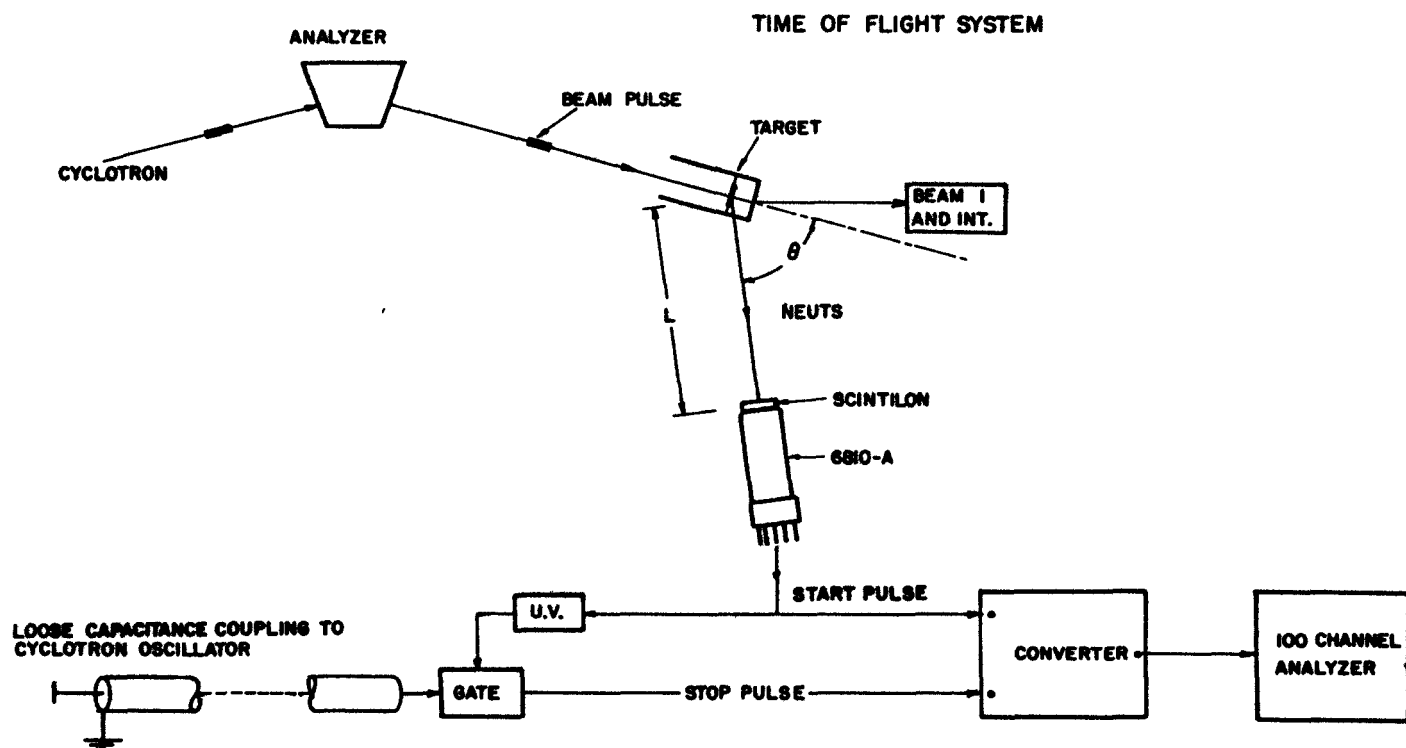 TIME OF FLIGHT SYSTEM
ANALYZER
BEAM PULSE
TARGET
CYCLOTRON
BEAM I
AND INT.
θ
L
NEUTS
SCINTILON
6810-A
START PULSE
U.V.
LOOSE CAPACITANCE COUPLING TO
CYCLOTRON OSCILLATOR
GATE
STOP PULSE
CONVERTER
100 CHANNEL
ANALYZER